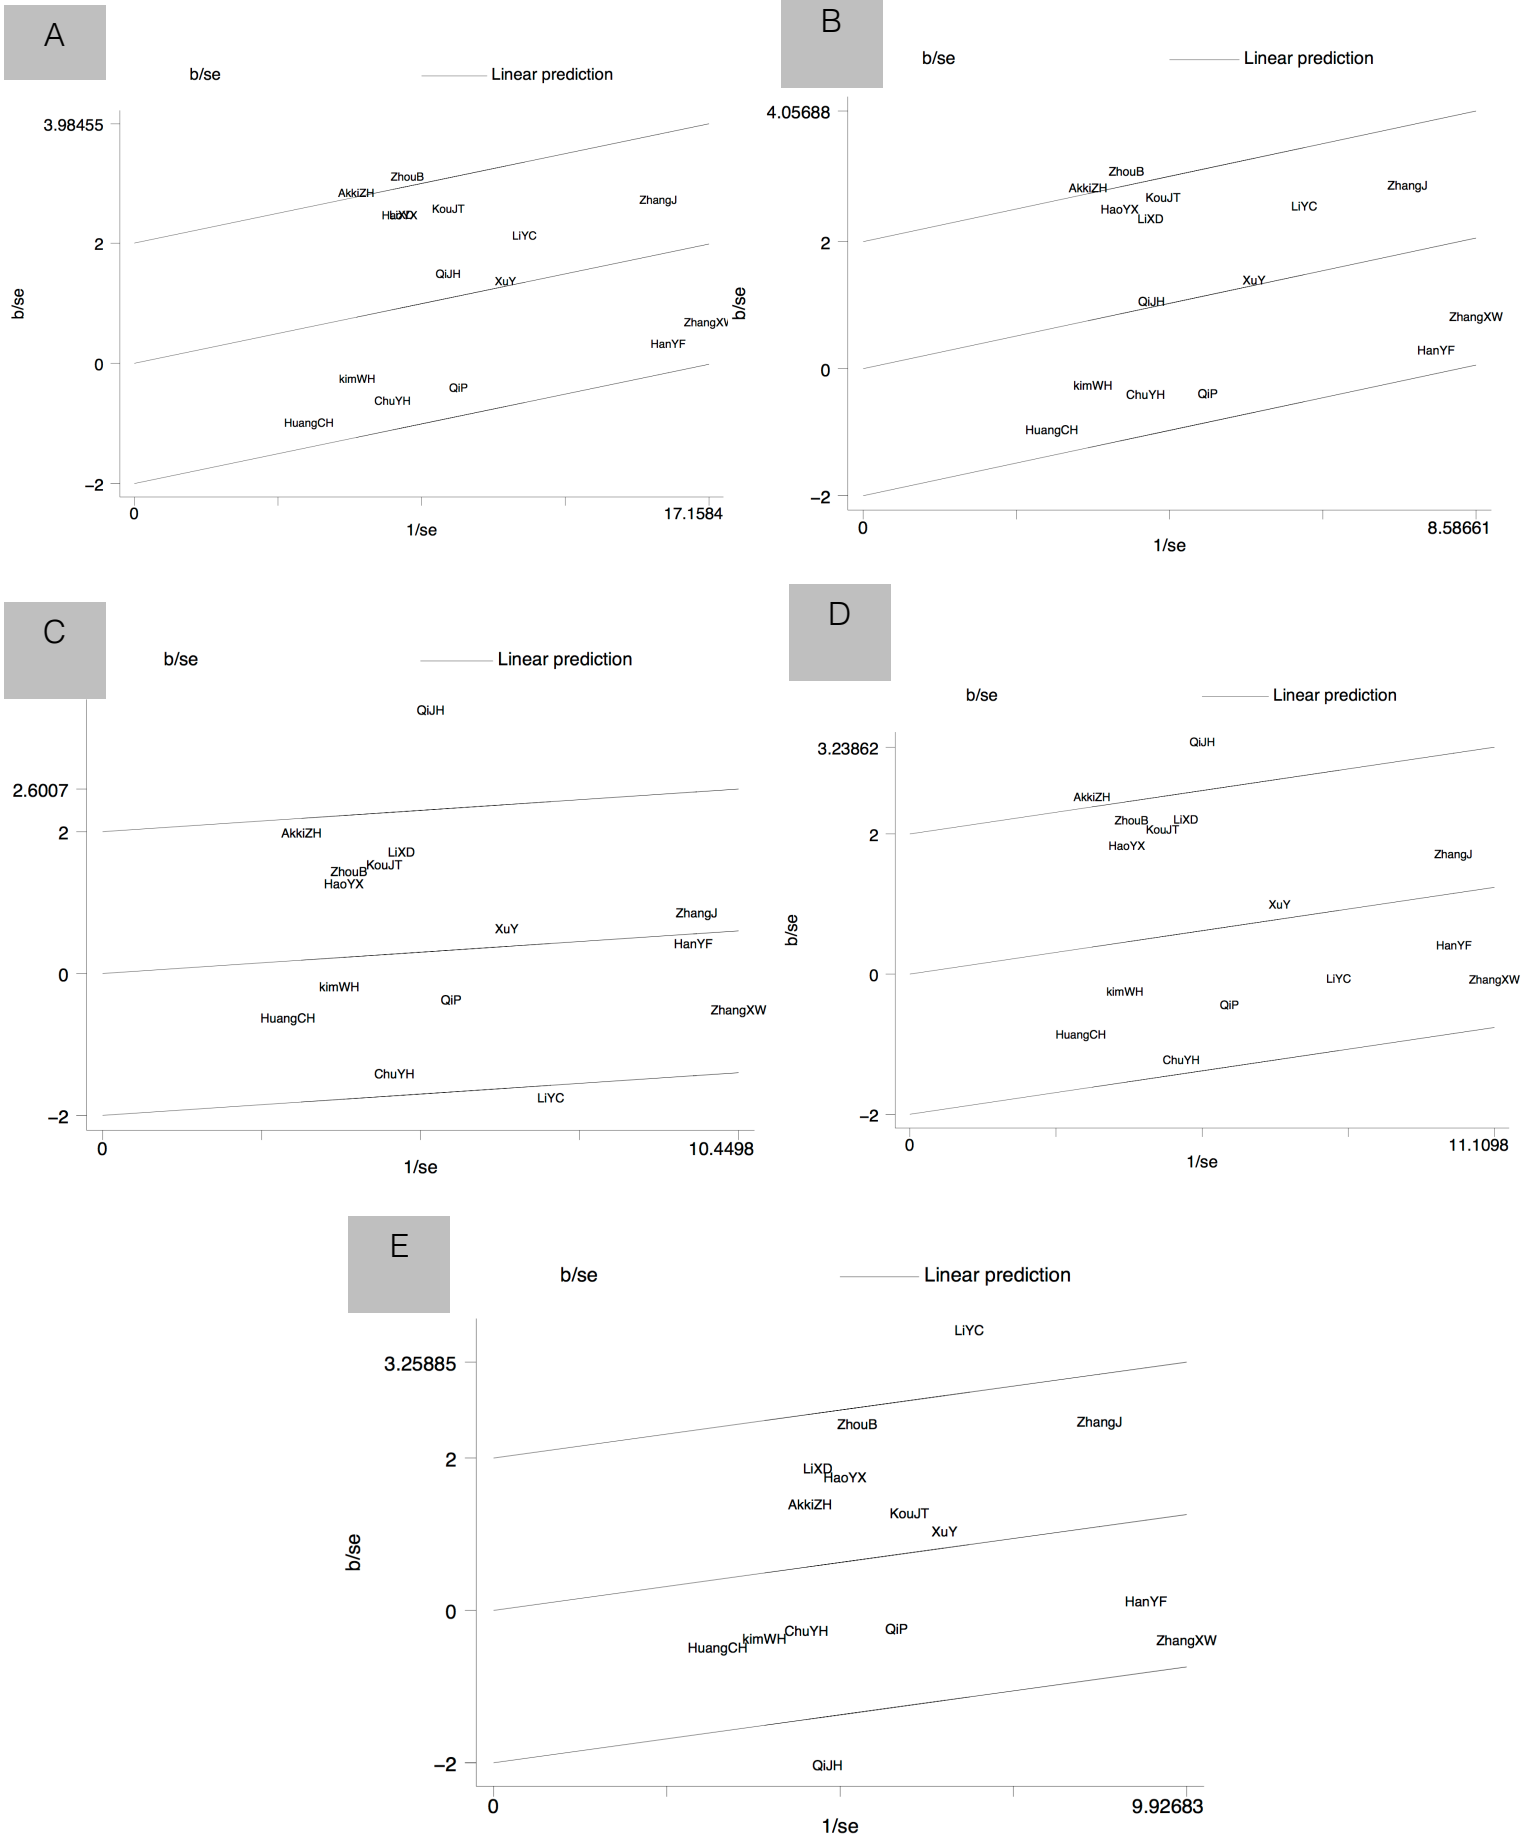 A
b/se Linear prediction
3.98455
ZhouB
AkkiZH
ZhangJ
KouJT
HaoYX
LiXD
2
LiYC
QiJH
XuY
b/se
ZhangXW
HanYF
0
kimWH
QiP
ChuYH
HuangCH
-2
0 17.1584
1/se
B
b/se Linear prediction
4.05688
ZhouB
AkkiZH
ZhangJ
KouJT
HaoYX
LiYC
LiXD
2
XuY
QiJH
b/se
ZhangXW
HanYF
0
kimWH
ChuYH
QiP
HuangCH
-2
0 8.58661
1/se
C
b/se Linear prediction
QiJH
2.6007
2
AkkiZH
LiXD
KouJT
ZhouB
HaoYX
ZhangJ
XuY
HanYF
0
kimWH
QiP
ZhangXW
HuangCH
ChuYH
LiYC
-2
0 10.4498
1/se
D
b/se Linear prediction
QiJH
3.23862
AkkiZH
ZhouB
LiXD
KouJT
2
HaoYX
ZhangJ
XuY
b/se
HanYF
0
LiYC
ZhangXW
kimWH
QiP
HuangCH
ChuYH
-2
0 11.1098
1/se
E
b/se Linear prediction
LiYC
3.25885
ZhouB
ZhangJ
2
LiXD
HaoYX
AkkiZH
KouJT
XuY
b/se
HanYF
0
ChuYH
QiP
kimWH
ZhangXW
HuangCH
-2
QiJH
0 9.92683
1/se